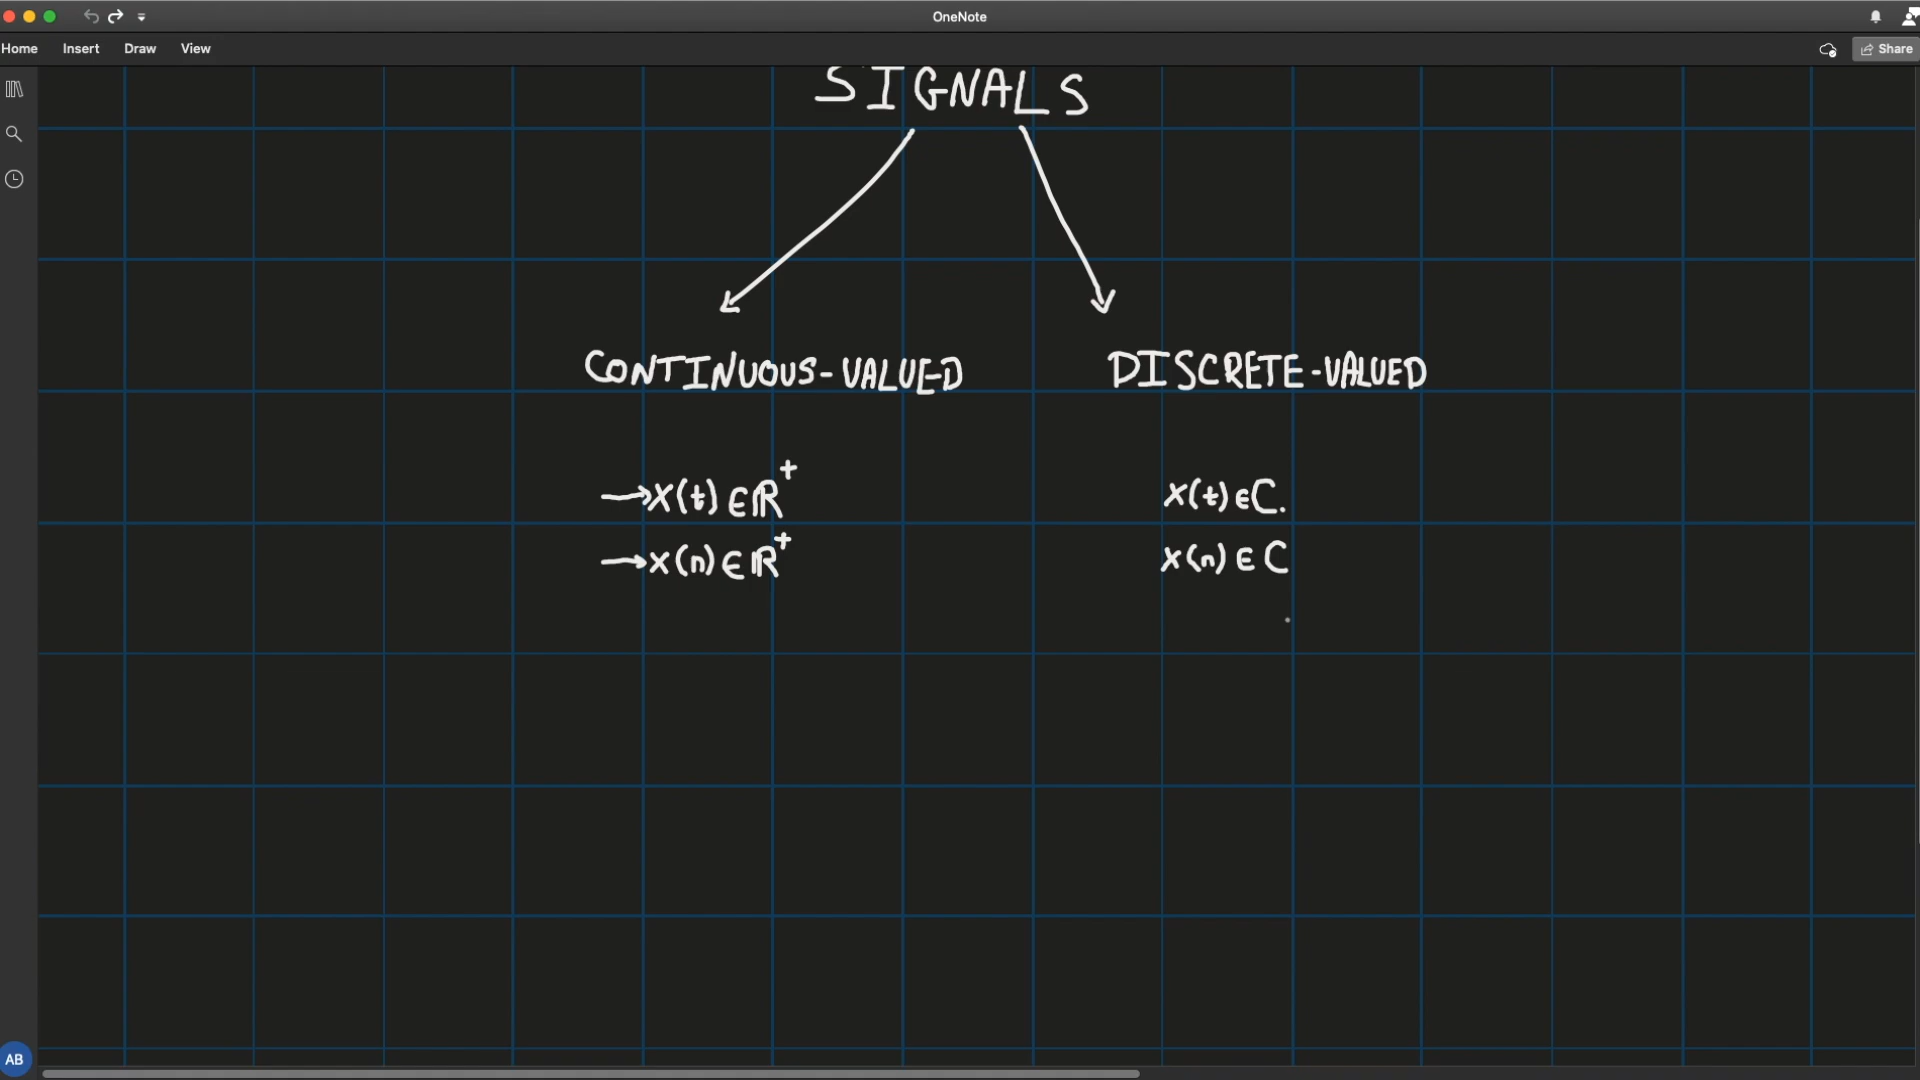 OneNote
Home Insert Draw View Share
SIGNALS
CONTINUOUS-VALUED DISCRETE-VALUED
→x(t)∈ℝ⁺ x(t)∈C.
→x(n)∈ℝ⁺ x(n)∈C
AB